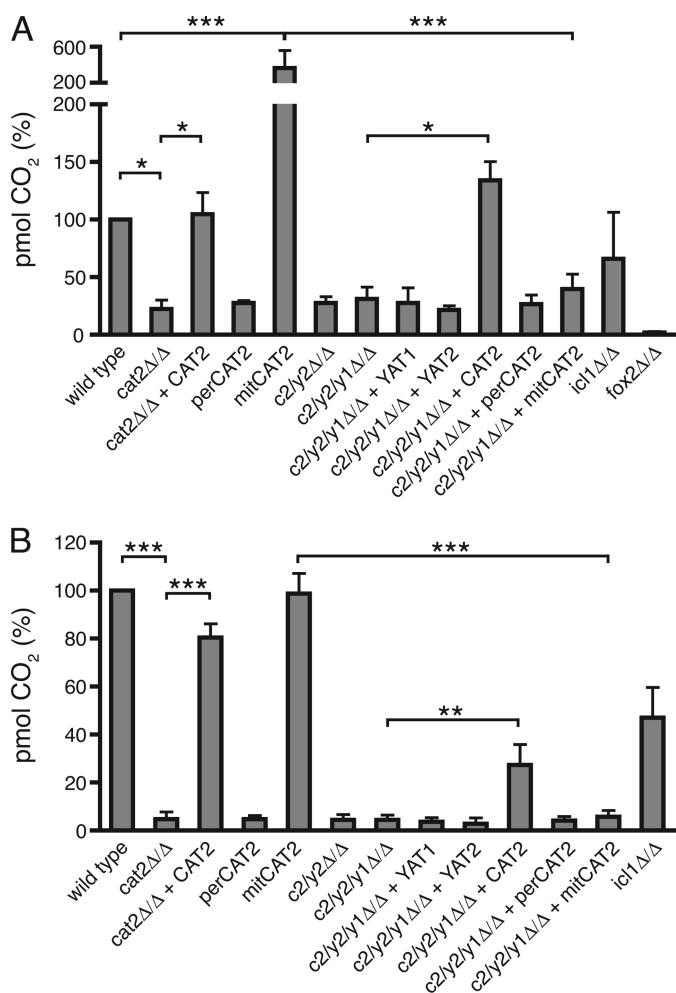 A
*** ***
600
200
200
* * *
150
100
50
0
pmol CO₂ (%)
wild type
cat2Δ/Δ
cat2Δ/Δ + CAT2
perCAT2
mitCAT2
c2/y2Δ/Δ
c2/y2/y1Δ/Δ
c2/y2/y1Δ/Δ + YAT1
c2/y2/y1Δ/Δ + YAT2
c2/y2/y1Δ/Δ + CAT2
c2/y2/y1Δ/Δ + perCAT2
c2/y2/y1Δ/Δ + mitCAT2
icl1Δ/Δ
fox2Δ/Δ
B
120
*** ***
***
100
80
60
**
40
20
0
pmol CO₂ (%)
wild type
cat2Δ/Δ
cat2Δ/Δ + CAT2
perCAT2
mitCAT2
c2/y2Δ/Δ
c2/y2/y1Δ/Δ
c2/y2/y1Δ/Δ + YAT1
c2/y2/y1Δ/Δ + YAT2
c2/y2/y1Δ/Δ + CAT2
c2/y2/y1Δ/Δ + perCAT2
c2/y2/y1Δ/Δ + mitCAT2
icl1Δ/Δ